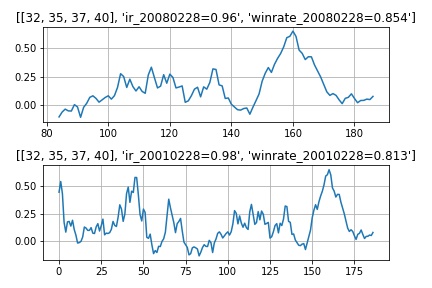 [[32, 35, 37, 40], 'ir_20080228=0.96', 'winrate_20080228=0.854']
0.50
0.25
0.00
80 100 120 140 160 180
[[32, 35, 37, 40], 'ir_20010228=0.98', 'winrate_20010228=0.813']
0.50
0.25
0.00
0 25 50 75 100 125 150 175